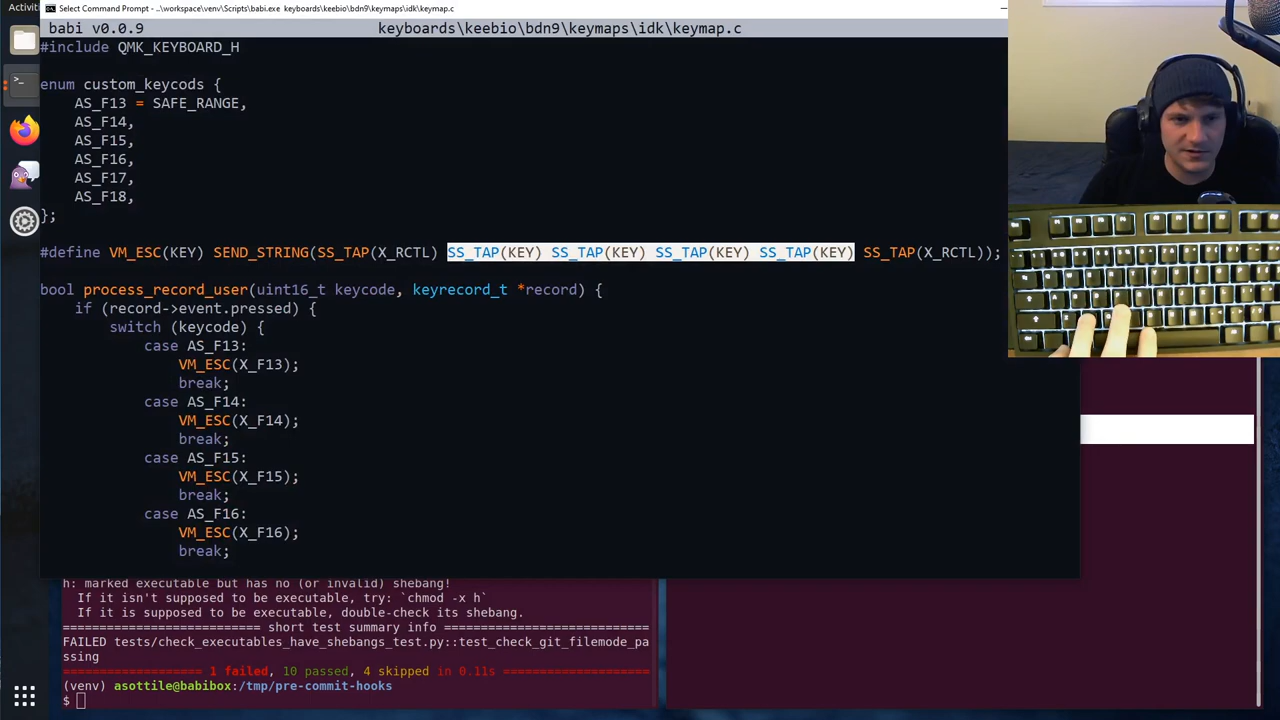 Activiti
Select Command Prompt - ..\workspace\venv\Scripts\babi.exe keyboards\keebio\bdn9\keymaps\idk\keymap.c
babi v0.0.9 keyboards\keebio\bdn9\keymaps\idk\keymap.c
#include QMK_KEYBOARD_H
enum custom_keycods {
AS_F13 = SAFE_RANGE,
AS_F14,
AS_F15,
AS_F16,
AS_F17,
AS_F18,
};
#define VM_ESC(KEY) SEND_STRING(SS_TAP(X_RCTL) SS_TAP(KEY) SS_TAP(KEY) SS_TAP(KEY) SS_TAP(KEY) SS_TAP(X_RCTL));
bool process_record_user(uint16_t keycode, keyrecord_t *record) {
if (record->event.pressed) {
switch (keycode) {
case AS_F13:
VM_ESC(X_F13);
break;
case AS_F14:
VM_ESC(X_F14);
break;
case AS_F15:
VM_ESC(X_F15);
break;
case AS_F16:
VM_ESC(X_F16);
break;
h: marked executable but has no (or invalid) shebang!
If it isn't supposed to be executable, try: `chmod -x h`
If it is supposed to be executable, double-check its shebang.
=========================== short test summary info ===========================
FAILED tests/check_executables_have_shebangs_test.py::test_check_git_filemode_pa
ssing
=================== 1 failed, 10 passed, 4 skipped in 0.11s ====================
(venv) asottile@babibox:/tmp/pre-commit-hooks
$